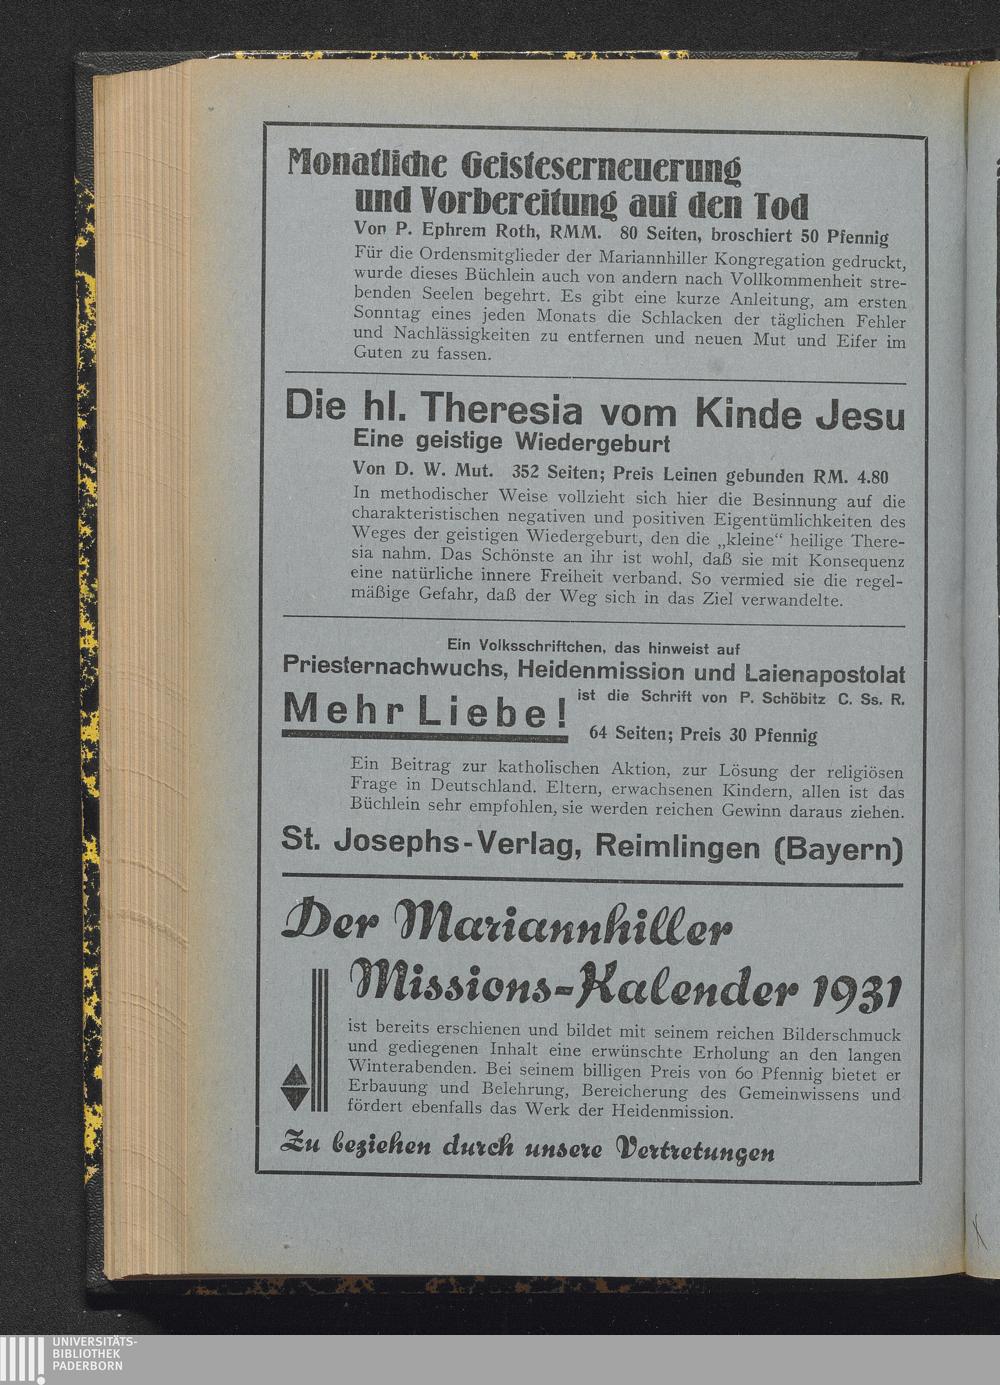 Monatliche Geisteserneuerung
und Vorbereitung auf den Tod
Von P. Ephrem Roth, RMM. 80 Seiten, broschiert 50 Pfennig
Für die Ordensmitglieder der Mariannhiller Kongregation gedruckt,
wurde dieses Büchlein auch von andern nach Vollkommenheit stre-
benden Seelen begehrt. Es gibt eine kurze Anleitung, am ersten
Sonntag eines jeden Monats die Schlacken der täglichen Fehler
und Nachlässigkeiten zu entfernen und neuen Mut und Eifer im
Guten zu fassen.
Die hl. Theresia vom Kinde Jesu
Eine geistige Wiedergeburt
Von D. W. Mut. 352 Seiten; Preis Leinen gebunden RM. 4.80
In methodischer Weise vollzieht sich hier die Besinnung auf die
charakteristischen negativen und positiven Eigentümlichkeiten des
Weges der geistigen Wiedergeburt, den die „kleine“ heilige There-
sia nahm. Das Schönste an ihr ist wohl, daß sie mit Konsequenz
eine natürliche innere Freiheit verband. So vermied sie die regel-
mäßige Gefahr, daß der Weg sich in das Ziel verwandelte.
Ein Volksschriftchen, das hinweist auf
Priesternachwuchs, Heidenmission und Laienapostolat
ist die Schrift von P. Schöbitz C. Ss. R.
Mehr Liebe!
64 Seiten; Preis 30 Pfennig
Ein Beitrag zur katholischen Aktion, zur Lösung der religiösen
Frage in Deutschland. Eltern, erwachsenen Kindern, allen ist das
Büchlein sehr empfohlen, sie werden reichen Gewinn daraus ziehen.
St. Josephs-Verlag, Reimlingen (Bayern)
Der Mariannhiller
Missions-Kalender 1931
ist bereits erschienen und bildet mit seinem reichen Bilderschmuck
und gediegenen Inhalt eine erwünschte Erholung an den langen
Winterabenden. Bei seinem billigen Preis von 60 Pfennig bietet er
Erbauung und Belehrung, Bereicherung des Gemeinwissens und
fördert ebenfalls das Werk der Heidenmission.
Zu beziehen durch unsere Vertretungen
UNIVERSITÄTS-
BIBLIOTHEK
PADERBORN